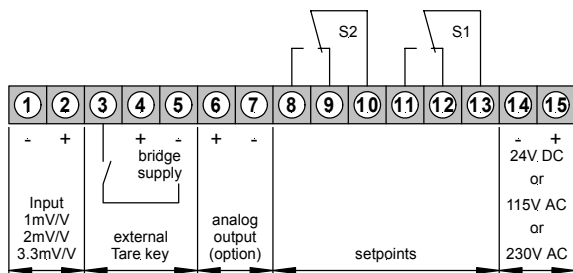 S2 S1
1 2 3 4 5 6 7 8 9 10 11 12 13 14 15
- + + - + - - +
bridge
supply
24V DC
or
115V AC
or
230V AC
Input
1mV/V
2mV/V
3.3mV/V
external
Tare key
analog
output
(option)
setpoints